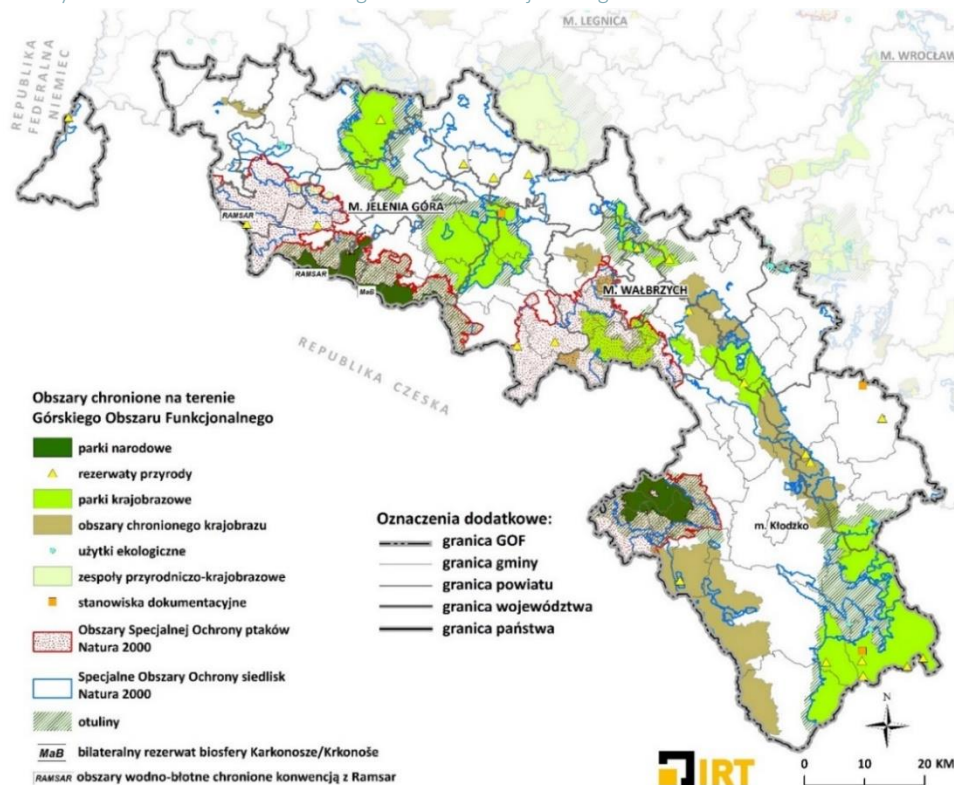 M. LEGNICA
M. WROCŁAW
REPUBLIKA
FEDERALNA
NIEMIEC
M. JELENIA GÓRA
RAMSAR
RAMSAR
MaB
M. WAŁBRZYCH
REPUBLIKA CZESKA
m. Kłodzko
Obszary chronione na terenie
Górskiego Obszaru Funkcjonalnego
parki narodowe
rezerwaty przyrody
parki krajobrazowe
obszary chronionego krajobrazu
użytki ekologiczne
zespoły przyrodniczo-krajobrazowe
stanowiska dokumentacyjne
Obszary Specjalnej Ochrony ptaków
Natura 2000
Specjalne Obszary Ochrony siedlisk
Natura 2000
otuliny
MaB bilateralny rezerwat biosfery Karkonosze/Krkonoše
RAMSAR obszary wodno-błotne chronione konwencją z Ramsar
Oznaczenia dodatkowe:
granica GOF
granica gminy
granica powiatu
granica województwa
granica państwa
N
IRT
0 10 20 KM